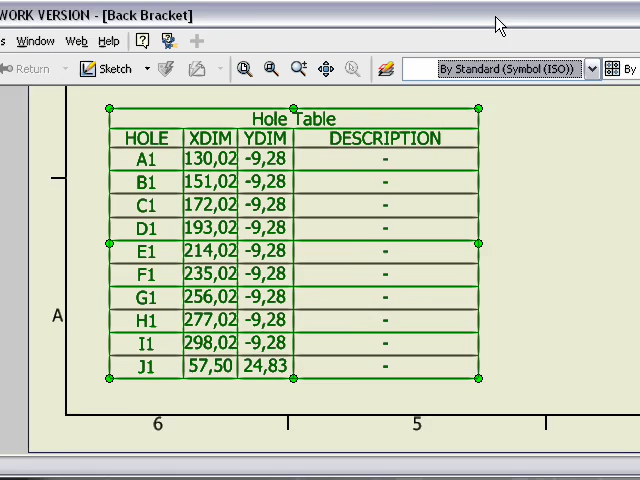 WORK VERSION - [Back Bracket]
s Window Web Help
Return Sketch By Standard (Symbol (ISO)) By
Hole Table
HOLE XDIM YDIM DESCRIPTION
A1 130,02 -9,28 -
B1 151,02 -9,28 -
C1 172,02 -9,28 -
D1 193,02 -9,28 -
E1 214,02 -9,28 -
F1 235,02 -9,28 -
G1 256,02 -9,28 -
H1 277,02 -9,28 -
I1 298,02 -9,28 -
J1 57,50 24,83 -
A
6 5